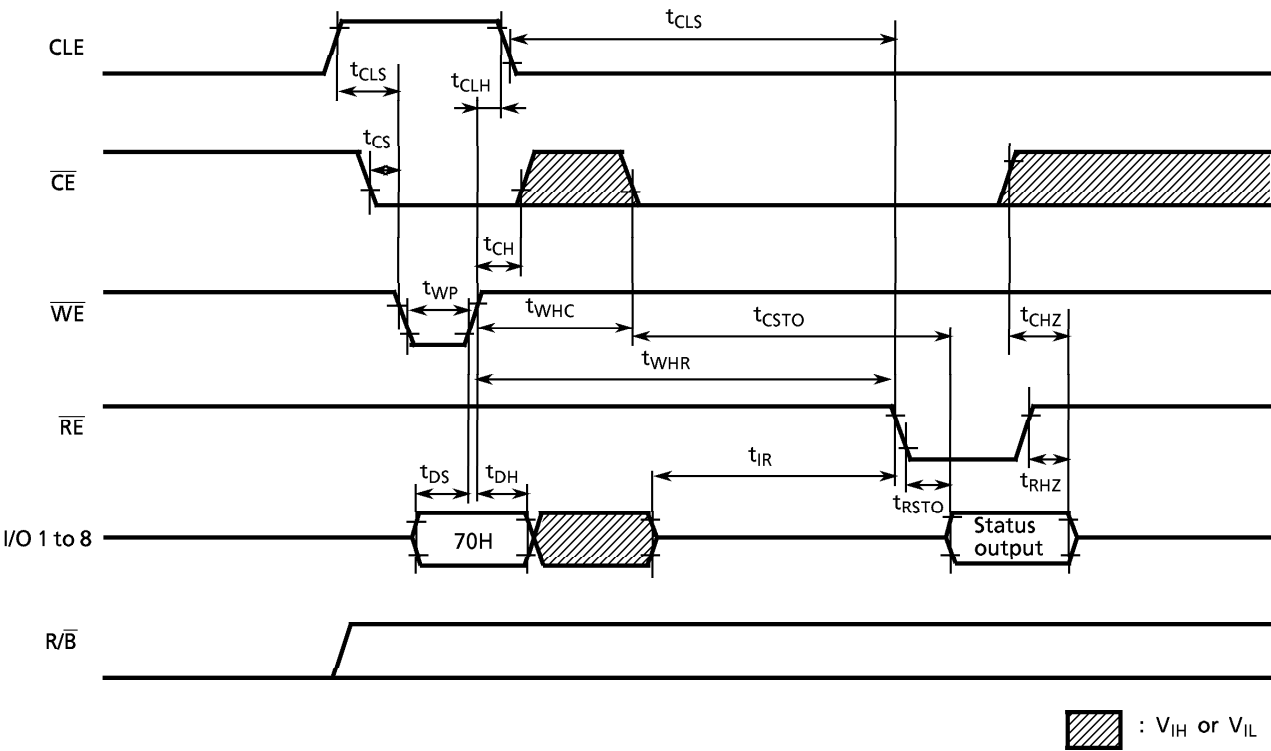 tCLS
CLE
tCLS
tCLH
tCS
CE
tCH
WE
tWP
tWHC
tCSTO
tCHZ
tWHR
RE
tIR
tDS
tDH
tRHZ
tRSTO
I/O 1 to 8
70H
Status
output
R/B
: VIH or VIL